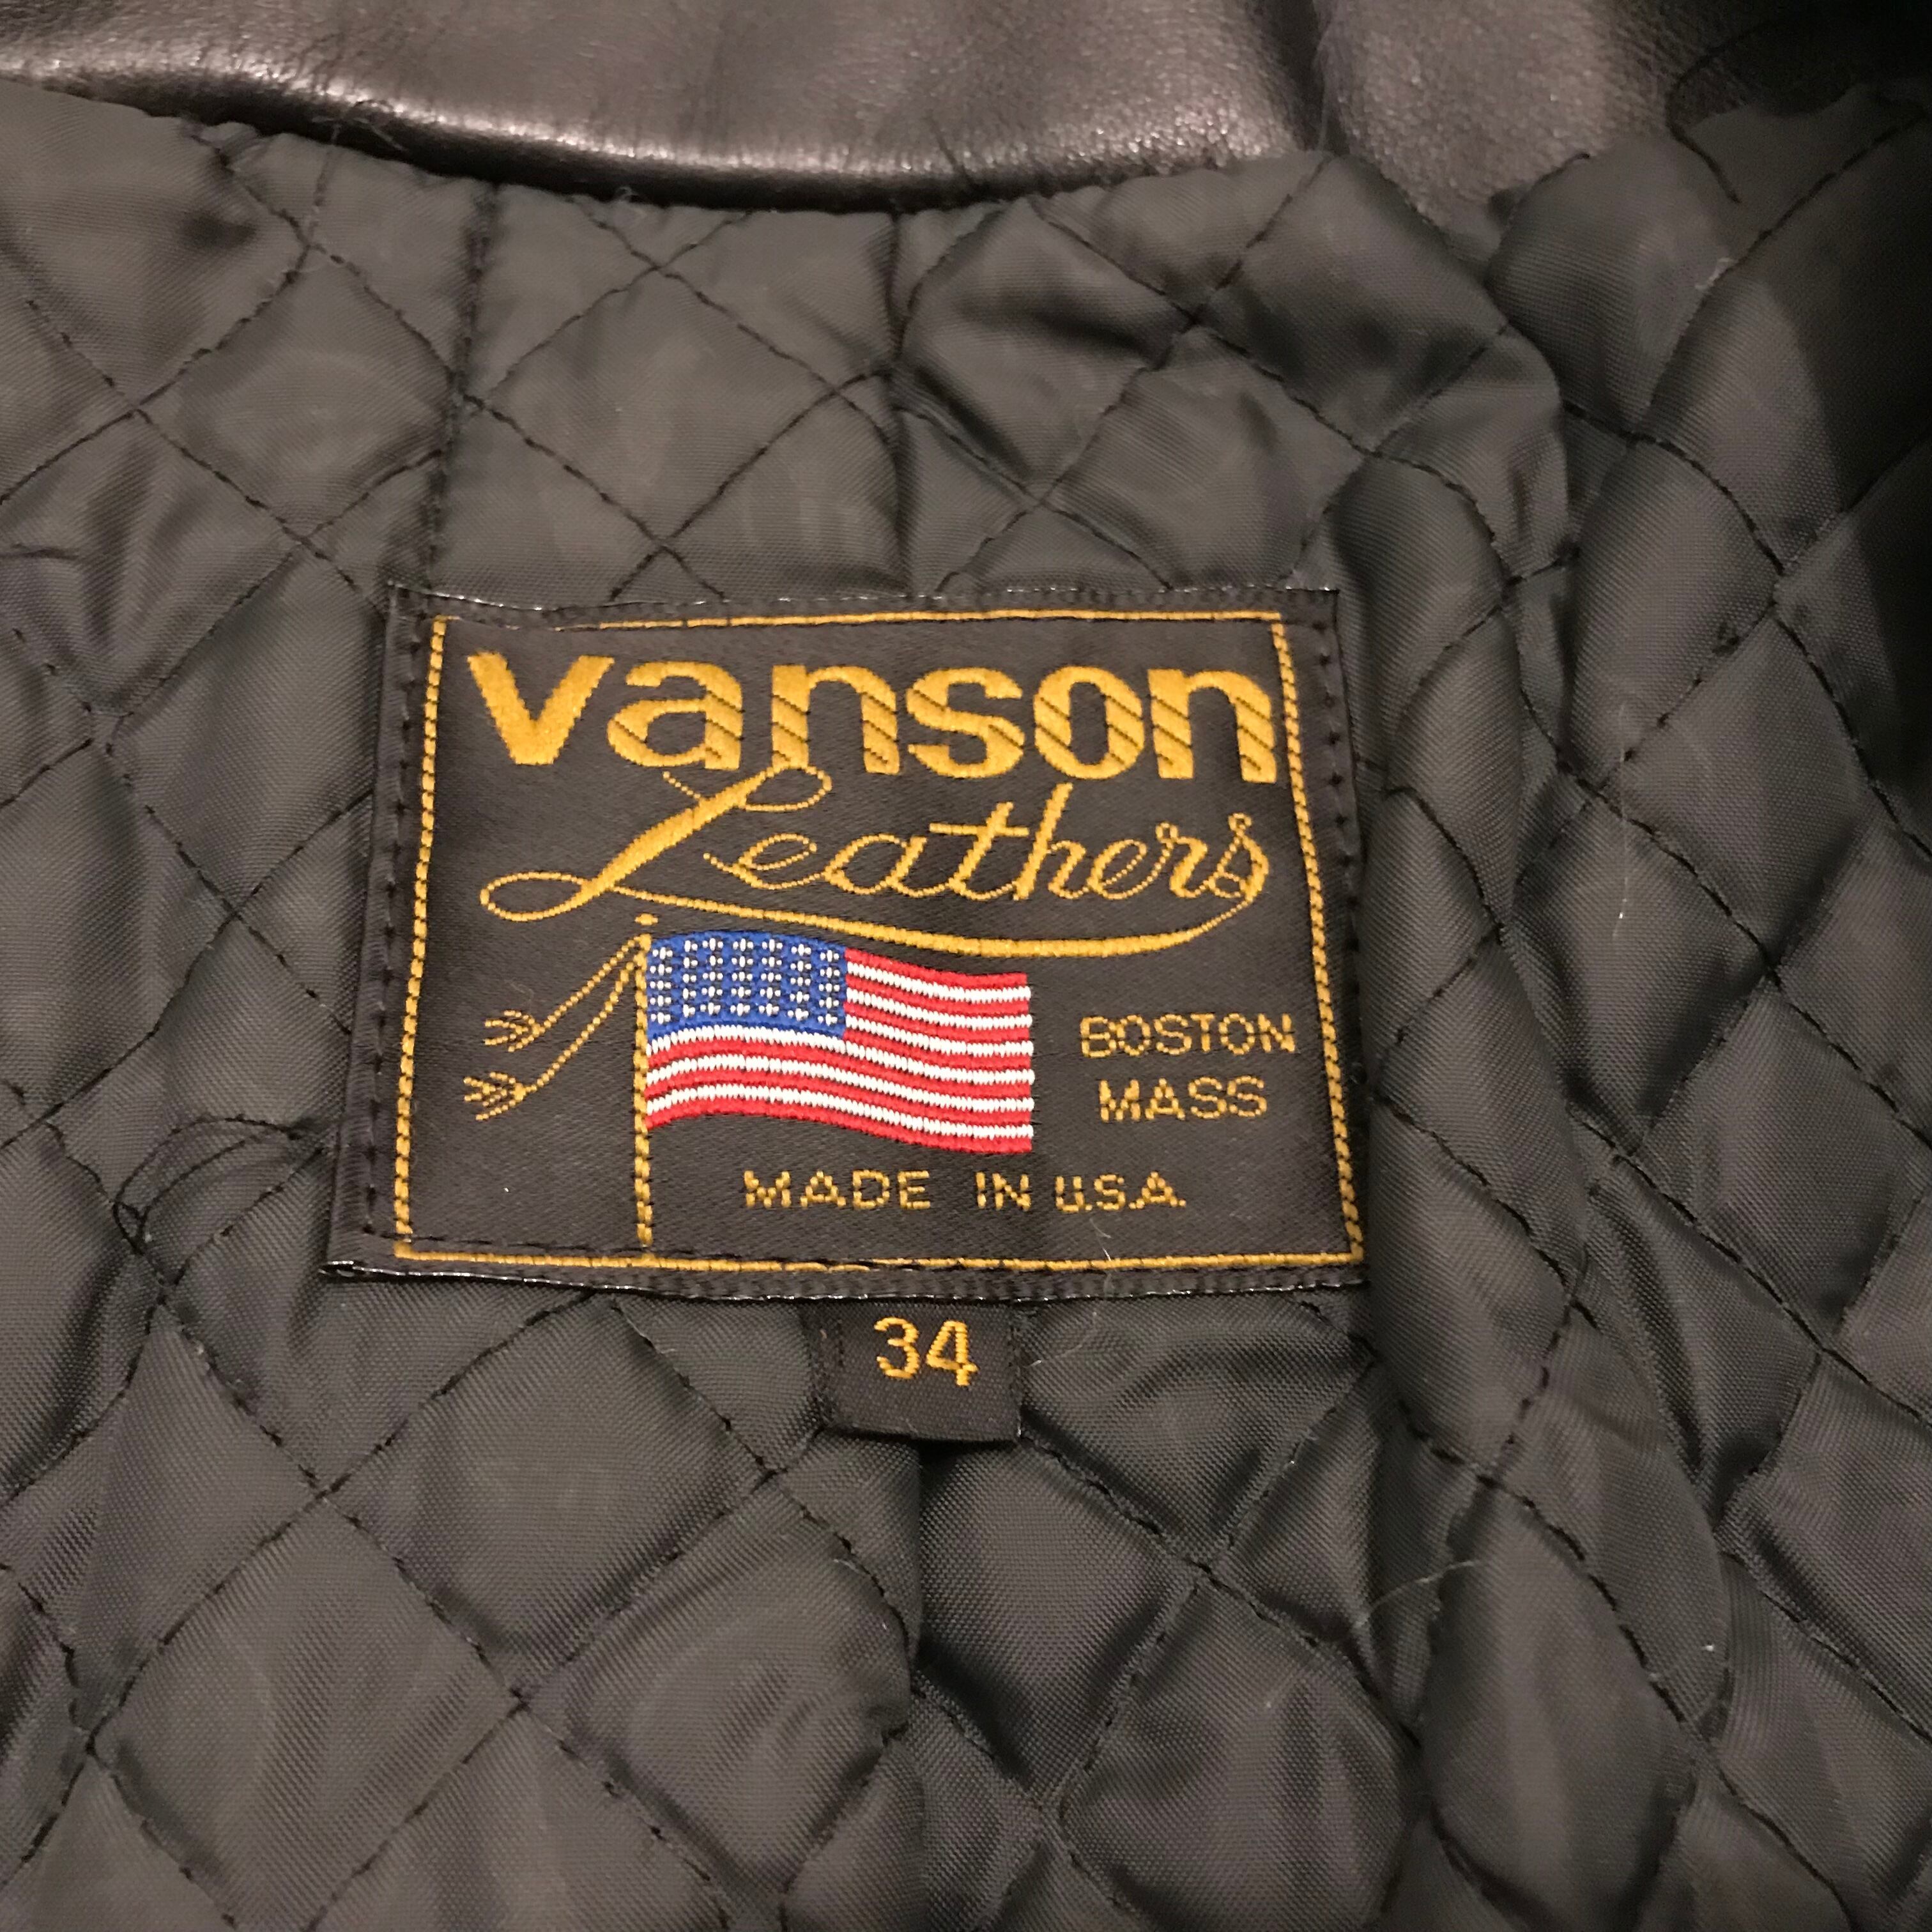 vanson
Leathers
BOSTON
MASS
MADE IN U.S.A.
34